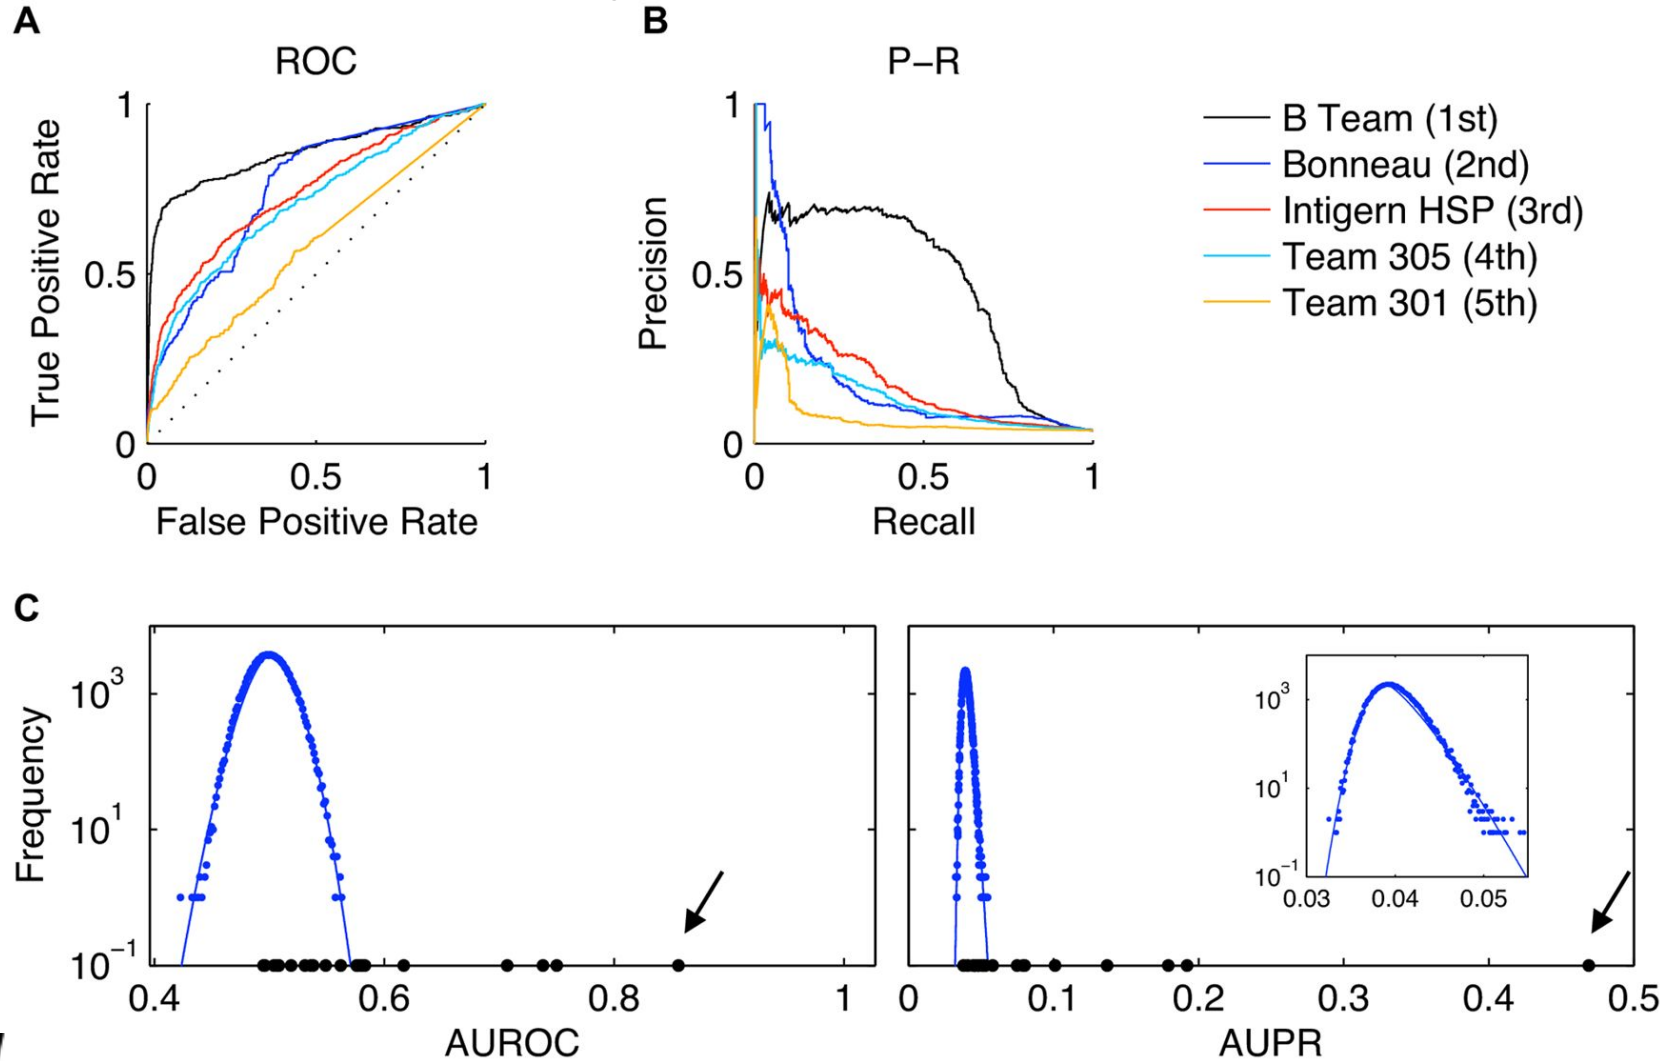 A
ROC
1
0.5
0
0 0.5 1
True Positive Rate
False Positive Rate
B
P–R
1
0.5
0
0 0.5 1
Precision
Recall
B Team (1st)
Bonneau (2nd)
Intigern HSP (3rd)
Team 305 (4th)
Team 301 (5th)
C
Frequency
10^3
10^1
10^−1
0.4 0.6 0.8 1
AUROC
10^3
10^1
10^−1
0.03 0.04 0.05
0 0.1 0.2 0.3 0.4 0.5
AUPR